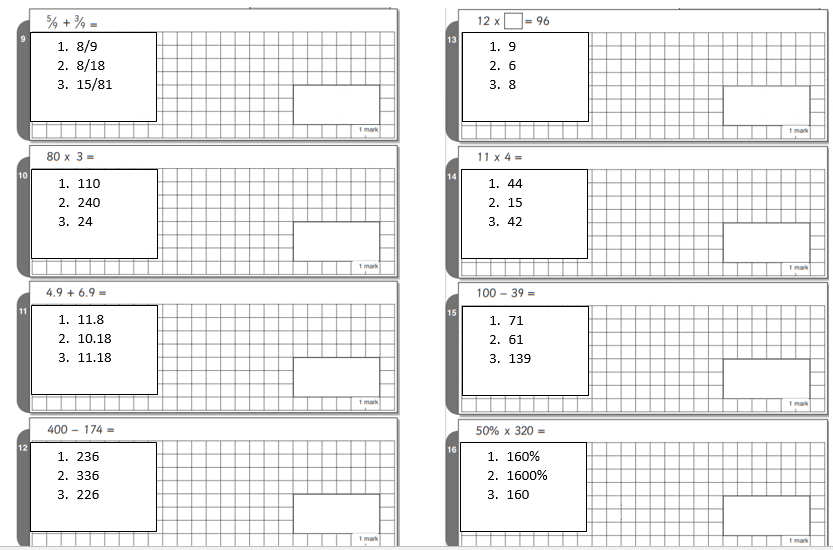 5/9 + 3/9 =
9
1. 8/9
2. 8/18
3. 15/81
1 mark
80 x 3 =
10
1. 110
2. 240
3. 24
1 mark
4.9 + 6.9 =
11
1. 11.8
2. 10.18
3. 11.18
1 mark
400 – 174 =
12
1. 236
2. 336
3. 226
1 mark
12 x = 96
13
1. 9
2. 6
3. 8
1 mark
11 x 4 =
14
1. 44
2. 15
3. 42
1 mark
100 – 39 =
15
1. 71
2. 61
3. 139
1 mark
50% x 320 =
16
1. 160%
2. 1600%
3. 160
1 mark